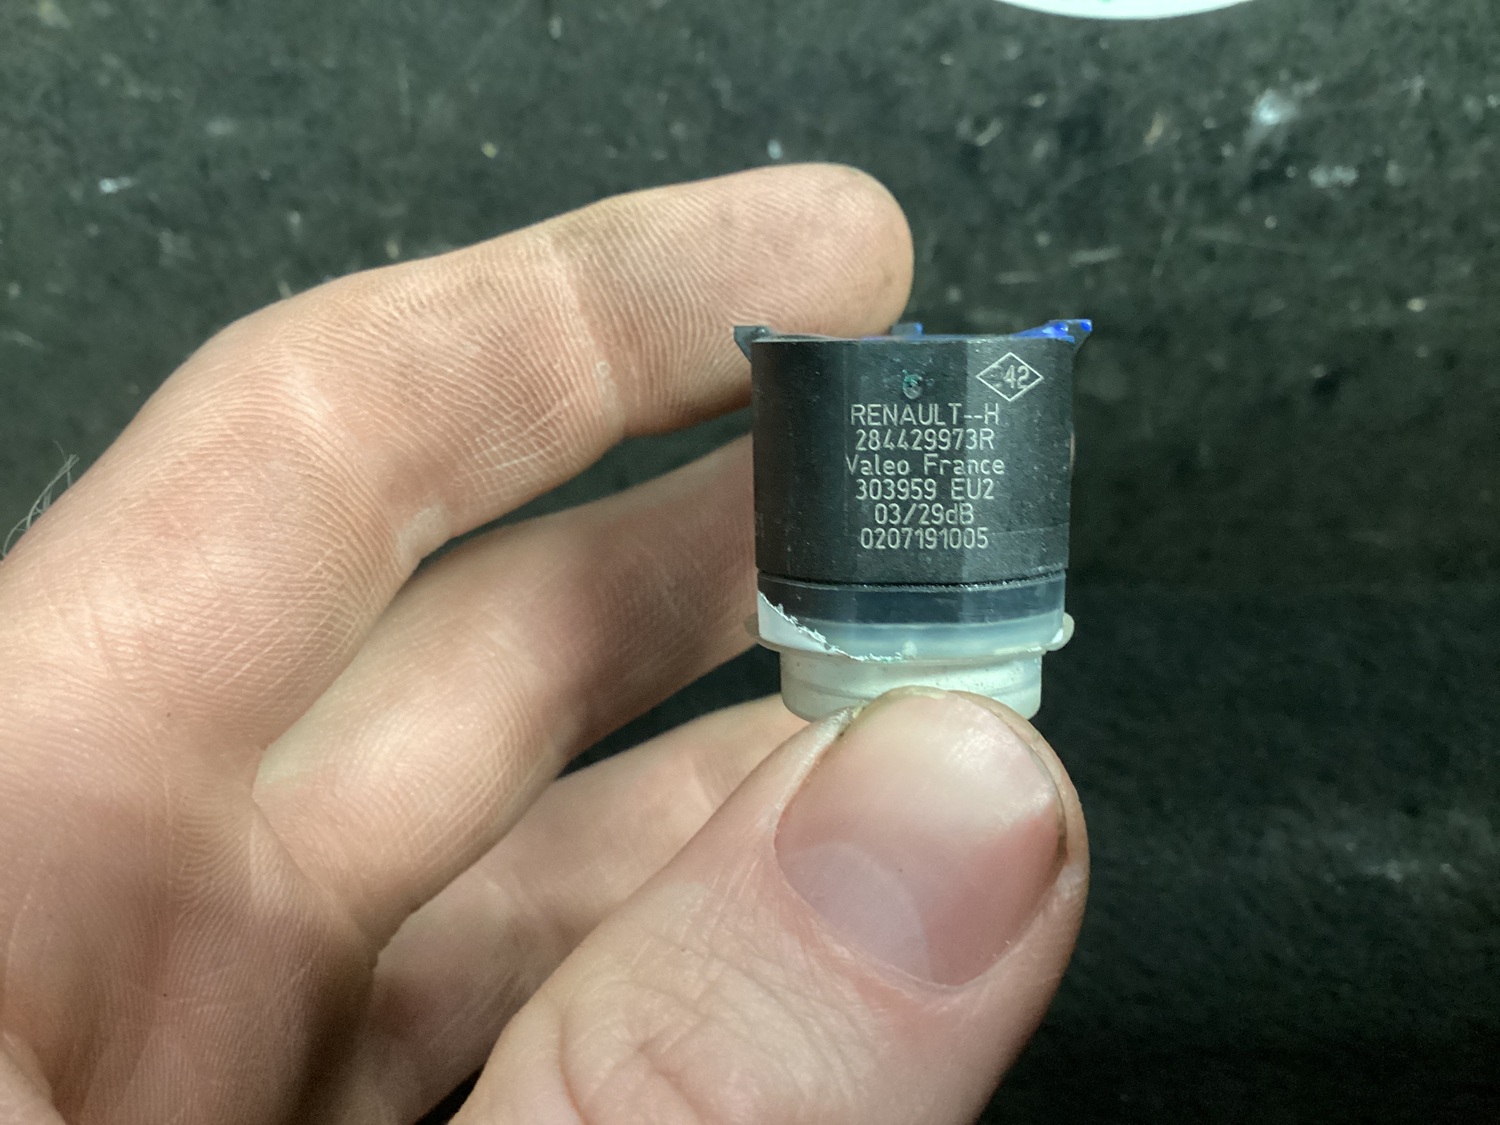 42
RENAULT--H
284429973R
Valeo France
303959 EU2
03/29dB
0207191005